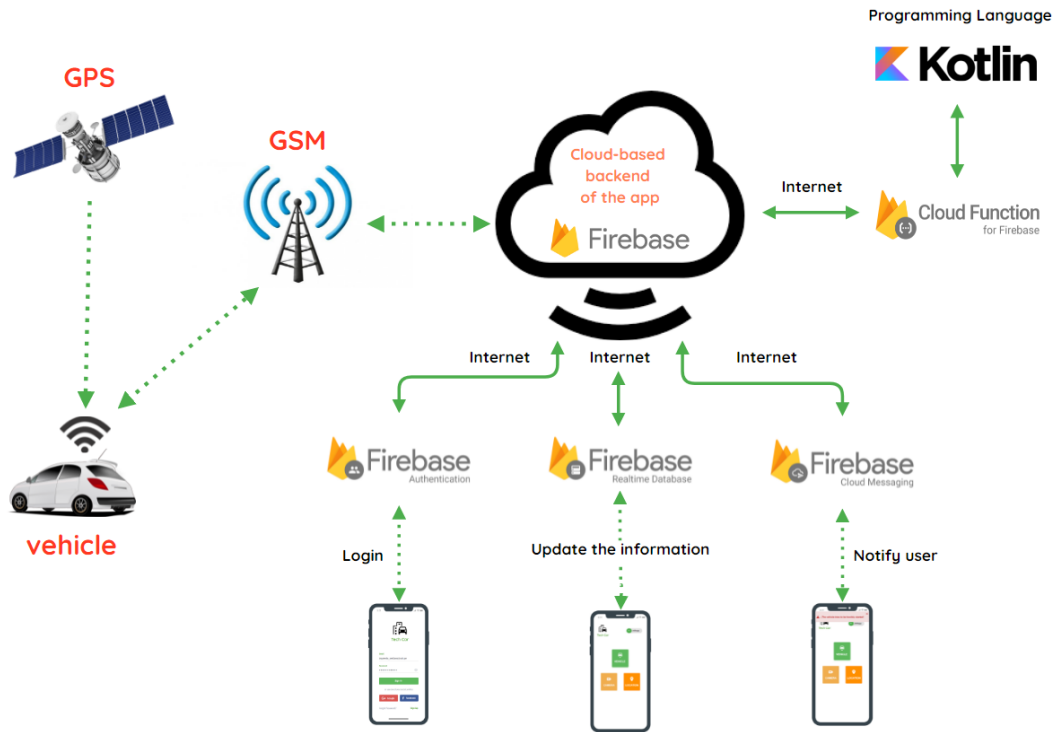 Programming Language
Kotlin
GPS
GSM
Cloud-based
backend
of the app
Firebase
Internet
Cloud Function
for Firebase
Internet
Internet
Internet
Firebase
Authentication
Firebase
Realtime Database
Firebase
Cloud Messaging
vehicle
Login
Update the information
Notify user